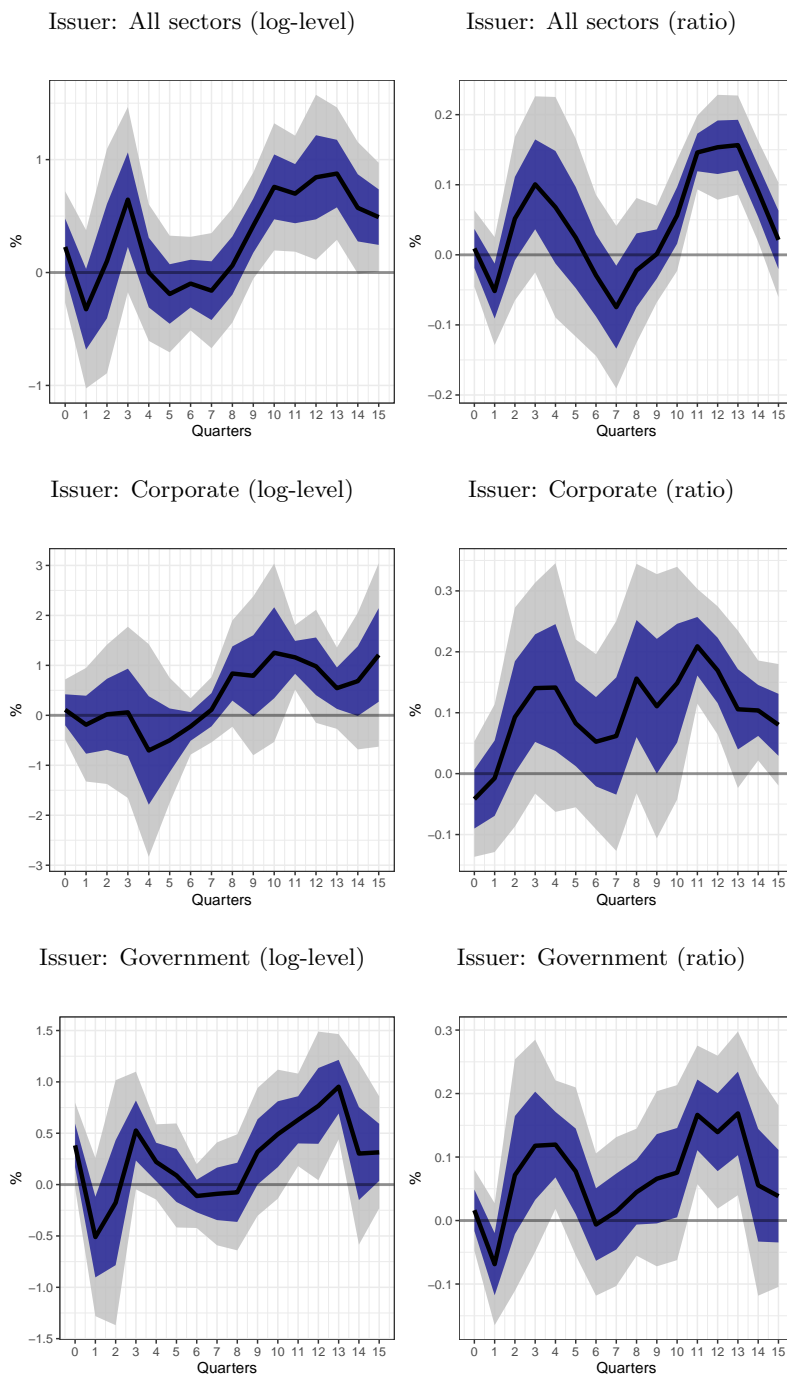 Issuer: All sectors (log-level)
Issuer: All sectors (ratio)
1
0
−1
%
0 1 2 3 4 5 6 7 8 9 10 11 12 13 14 15
Quarters
0.2
0.1
0.0
−0.1
−0.2
%
0 1 2 3 4 5 6 7 8 9 10 11 12 13 14 15
Quarters
Issuer: Corporate (log-level)
Issuer: Corporate (ratio)
3
2
1
0
−1
−2
−3
%
0 1 2 3 4 5 6 7 8 9 10 11 12 13 14 15
Quarters
0.3
0.2
0.1
0.0
−0.1
%
0 1 2 3 4 5 6 7 8 9 10 11 12 13 14 15
Quarters
Issuer: Government (log-level)
Issuer: Government (ratio)
1.5
1.0
0.5
0.0
−0.5
−1.0
−1.5
%
0 1 2 3 4 5 6 7 8 9 10 11 12 13 14 15
Quarters
0.3
0.2
0.1
0.0
−0.1
%
0 1 2 3 4 5 6 7 8 9 10 11 12 13 14 15
Quarters